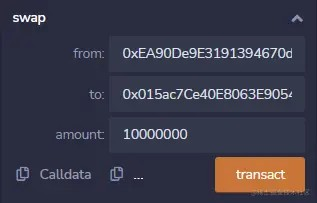 swap
from: 0xEA90De9E3191394670d
to: 0x015ac7Ce40E8063E9054
amount: 10000000
Calldata ... transact